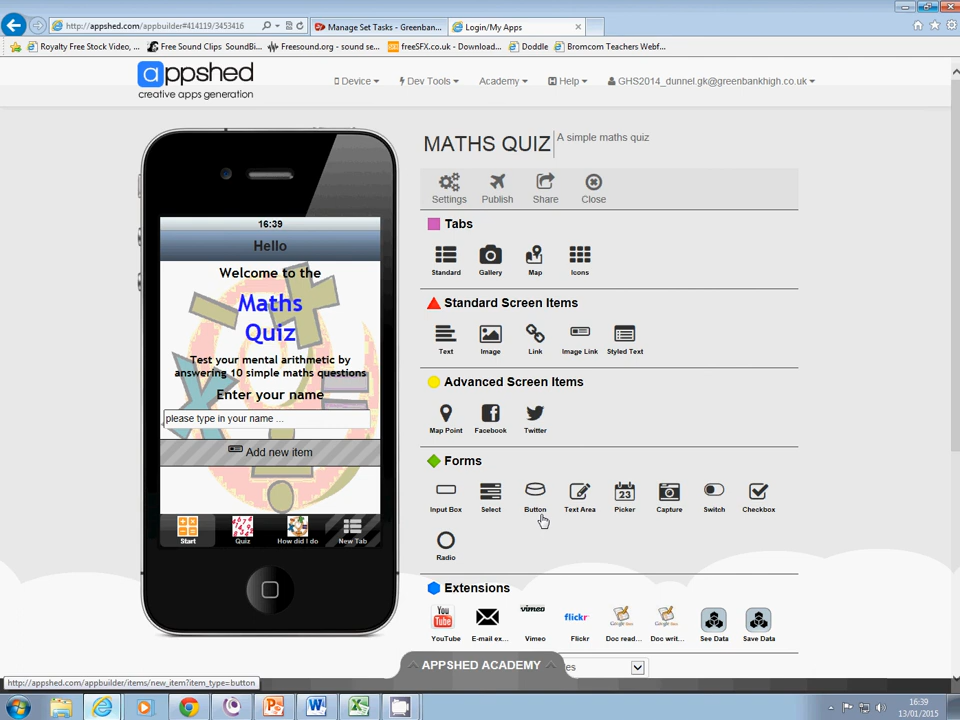 http://appshed.com/appbuilder#414119/3453416
Manage Set Tasks - Greenban...
Login/My Apps
Royalty Free Stock Video, ...
Free Sound Clips SoundBi...
Freesound.org - sound se...
freeSFX.co.uk - Download...
Doddle
Bromcom Teachers Webf...
appshed
creative apps generation
Device
Dev Tools
Academy
Help
GHS2014_dunnel.gk@greenbankhigh.co.uk
MATHS QUIZ
A simple maths quiz
Settings
Publish
Share
Close
16:39
Hello
Welcome to the
Maths
Quiz
Test your mental arithmetic by
answering 10 simple maths questions
Enter your name
please type in your name ...
Add new item
Start
Quiz
How did I do
New Tab
Tabs
Standard
Gallery
Map
Icons
Standard Screen Items
Text
Image
Link
Image Link
Styled Text
Advanced Screen Items
Map Point
Facebook
Twitter
Forms
Input Box
Select
Button
Text Area
23
Picker
Capture
Switch
Checkbox
Radio
Extensions
You
Tube
vimeo
flickr
YouTube
E-mail ex...
Vimeo
Flickr
Doc read...
Doc writ...
See Data
Save Data
APPSHED ACADEMY
es
http://appshed.com/appbuilder/items/new_item?item_type=button
16:39
13/01/2015